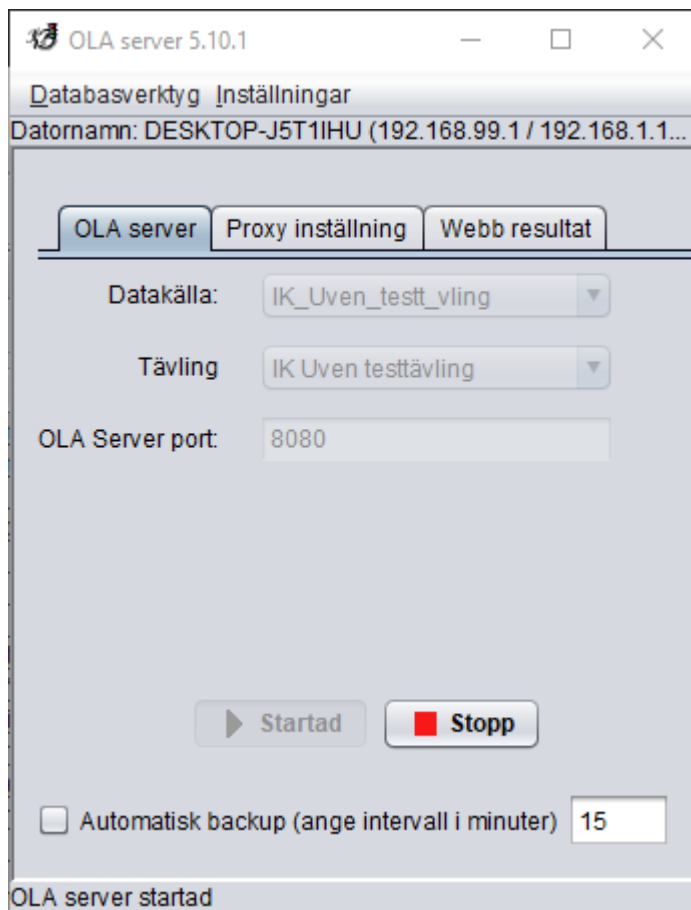 OLA server 5.10.1
Databasverktyg Inställningar
Datornamn: DESKTOP-J5T1IHU (192.168.99.1 / 192.168.1.1...
OLA server Proxy inställning Webb resultat
Datakälla: IK_Uven_testt_vling
Tävling IK Uven testtävling
OLA Server port: 8080
Startad Stopp
Automatisk backup (ange intervall i minuter) 15
OLA server startad